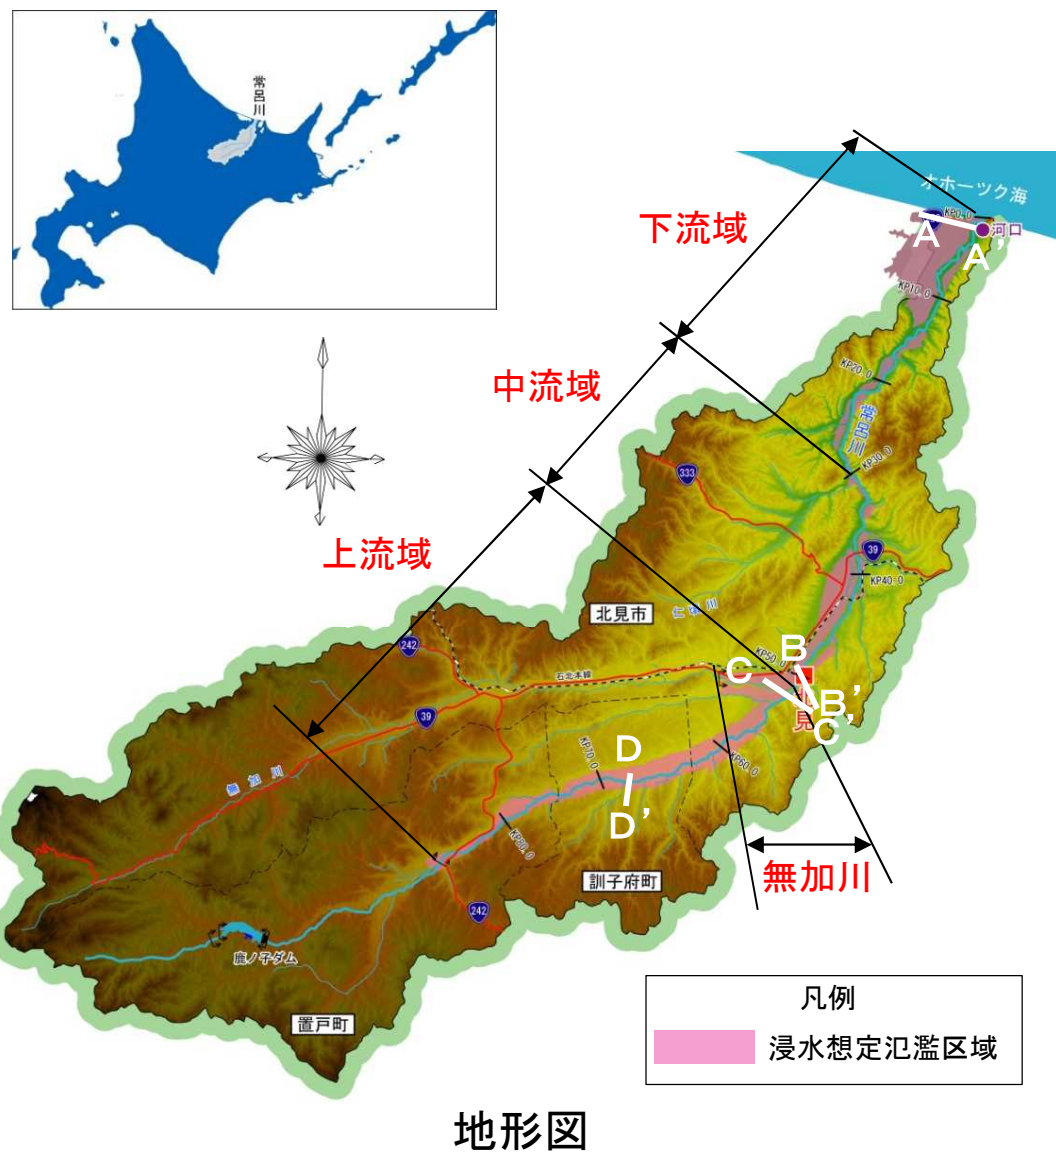 常呂川
オホーツク海
KP0.0
河口
A
A’
下流域
KP10.0
中流域
KP20.0
常呂川
KP30.0
333
上流域
39
KP40.0
北見市
仁頃川
242
石北本線
KP50.0
B
C
B’
見
C’
39
D
KP70.0
KP60.0
D’
無加川
KP80.0
無加川
訓子府町
242
鹿ノ子ダム
置戸町
凡例
浸水想定氾濫区域
地形図